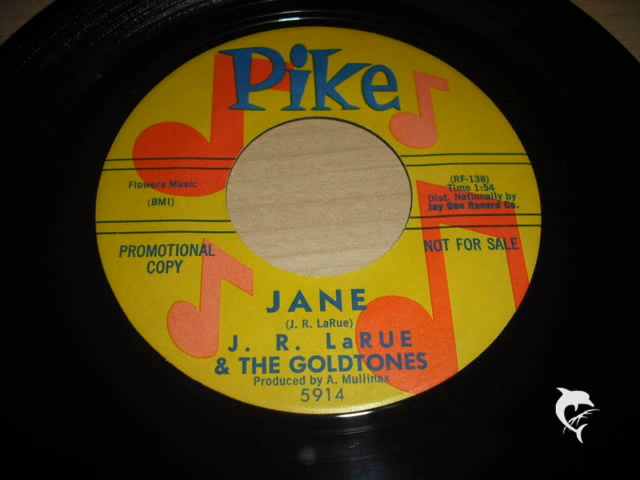 Pike
Flowers Music
(BMI)
(RF-138)
Time 1:54
Dist. Nationally by
Jay Gee Record Co.
PROMOTIONAL
COPY
NOT FOR SALE
JANE
(J. R. LaRue)
J. R. LaRUE
& THE GOLDTONES
Produced by A. Mullinax
5914